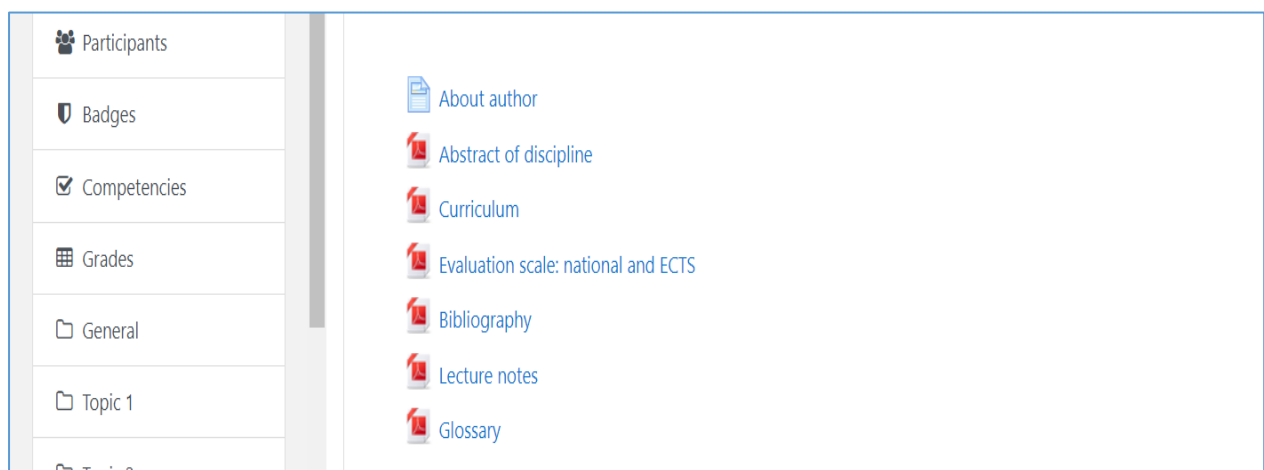 Participants
Badges
Competencies
Grades
General
Topic 1
About author
Abstract of discipline
Curriculum
Evaluation scale: national and ECTS
Bibliography
Lecture notes
Glossary